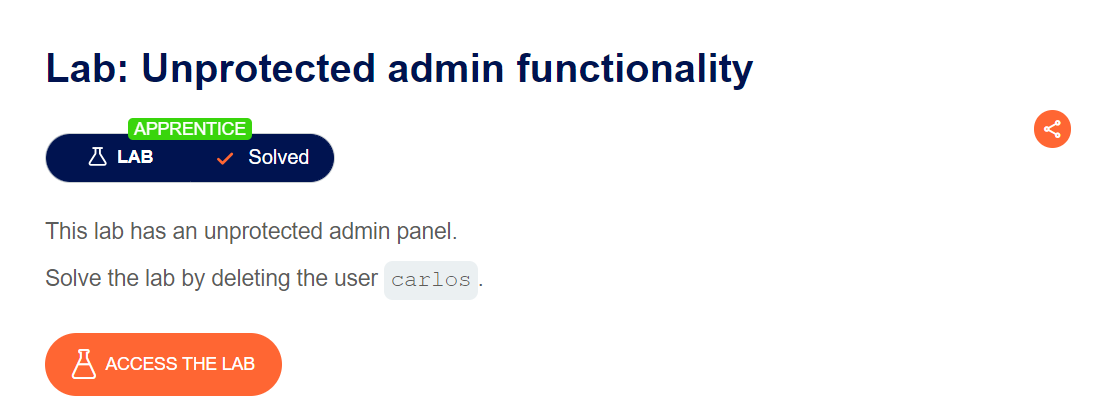 Lab: Unprotected admin functionality
APPRENTICE
LAB Solved
This lab has an unprotected admin panel.
Solve the lab by deleting the user carlos.
ACCESS THE LAB